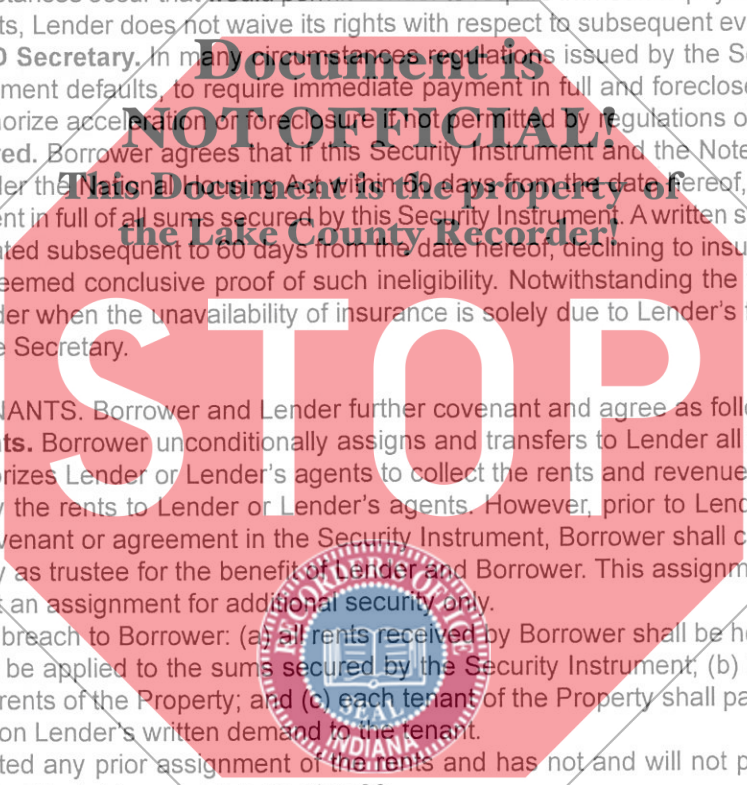 ts, Lender does not waive its rights with respect to subsequent ev
Document is
D Secretary. In many circumstances regulations issued by the S
ment defaults, to require immediate payment in full and foreclose
NOT OFFICIAL!
orize acceleration or foreclosure if not permitted by regulations o
ed. Borrower agrees that if this Security Instrument and the Note
This Document is the property of
er the National Housing Act within 60 days from the date hereof,
nt in full of all sums secured by this Security Instrument. A written s
the Lake County Recorder!
ted subsequent to 60 days from the date hereof, declining to insu
eemed conclusive proof of such ineligibility. Notwithstanding the
der when the unavailability of insurance is solely due to Lender's
e Secretary.
STOP
NANTS. Borrower and Lender further covenant and agree as foll
ts. Borrower unconditionally assigns and transfers to Lender all
rizes Lender or Lender's agents to collect the rents and revenue
y the rents to Lender or Lender's agents. However, prior to Lend
venant or agreement in the Security Instrument, Borrower shall c
y as trustee for the benefit of Lender and Borrower. This assignm
t an assignment for additional security only.
RECORDER'S OFFICE
breach to Borrower: (a) all rents received by Borrower shall be h
be applied to the sums secured by the Security Instrument; (b)
rents of the Property; and (c) each tenant of the Property shall pa
SEAL
on Lender's written demand to the tenant.
INDIANA
ted any prior assignment of the rents and has not and will not p